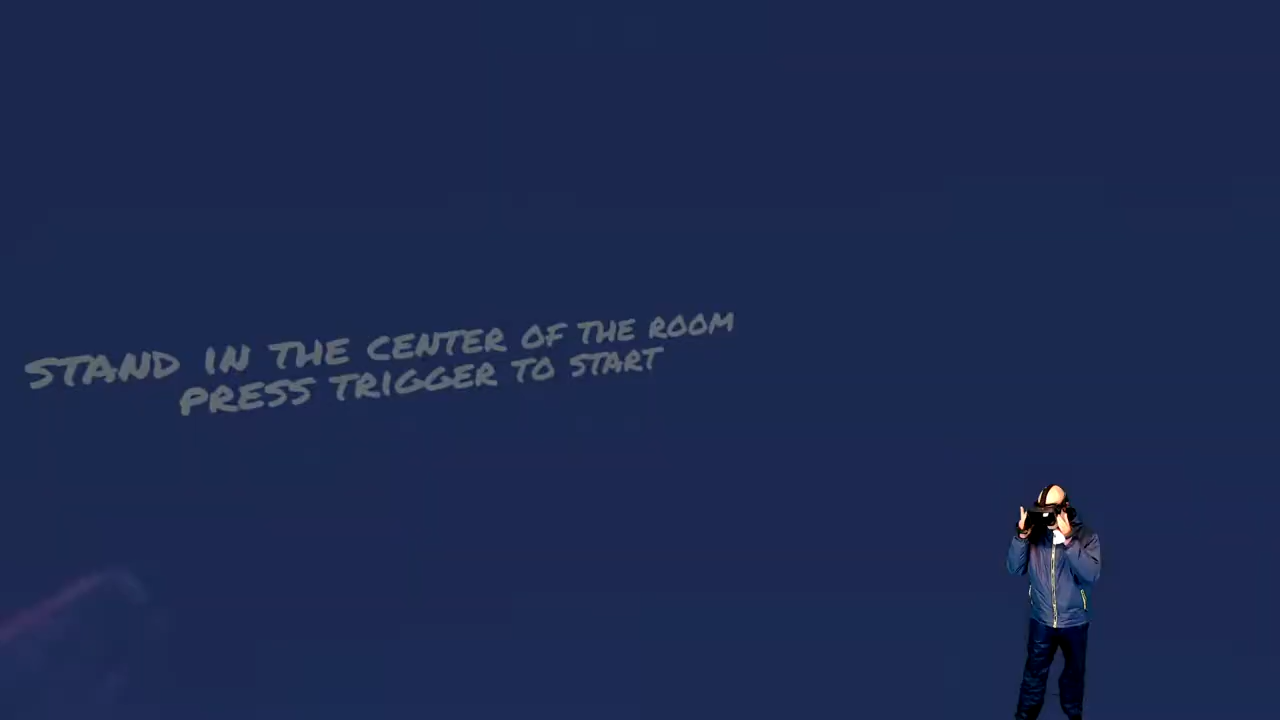 STAND IN THE CENTER OF THE ROOM
PRESS TRIGGER TO START